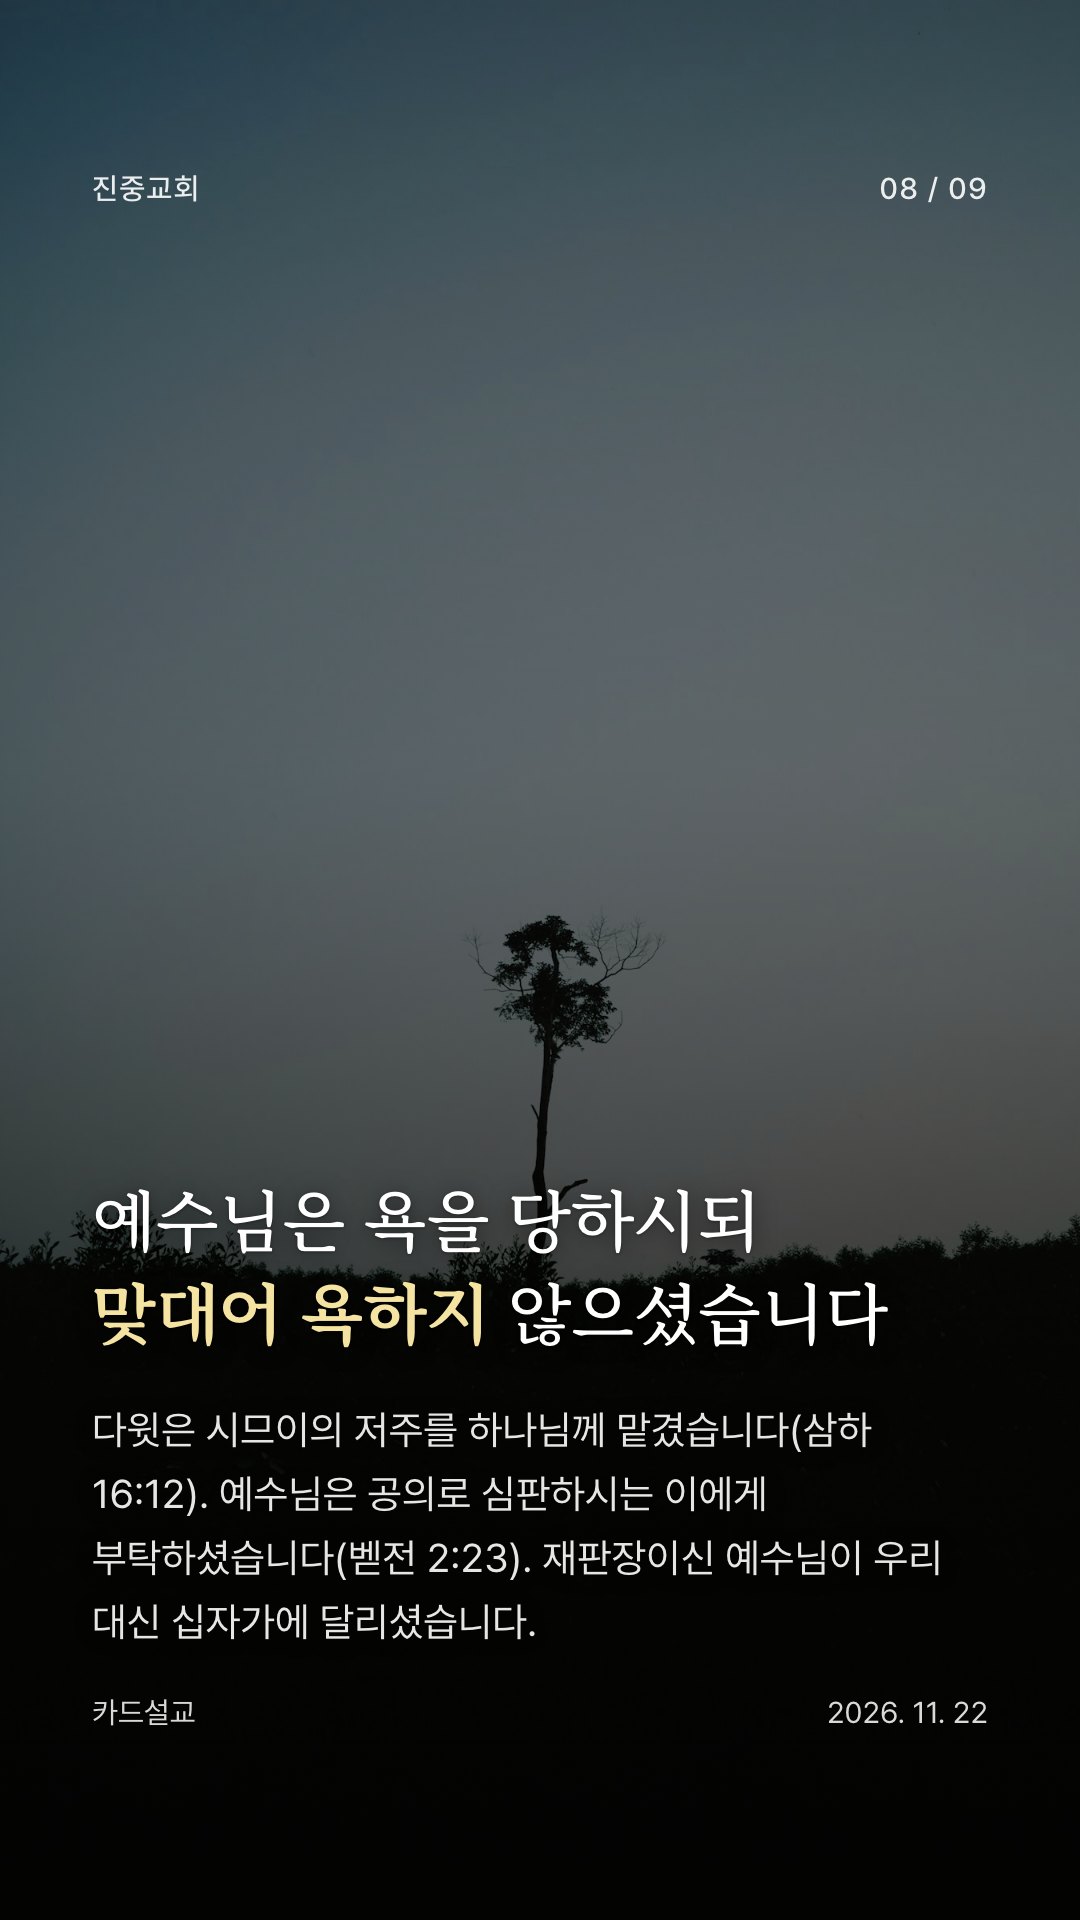 진중교회
08 / 09
예수님은 욕을 당하시되
맞대어 욕하지 않으셨습니다
다윗은 시므이의 저주를 하나님께 맡겼습니다(삼하
16:12). 예수님은 공의로 심판하시는 이에게
부탁하셨습니다(벧전 2:23). 재판장이신 예수님이 우리
대신 십자가에 달리셨습니다.
카드설교
2026. 11. 22